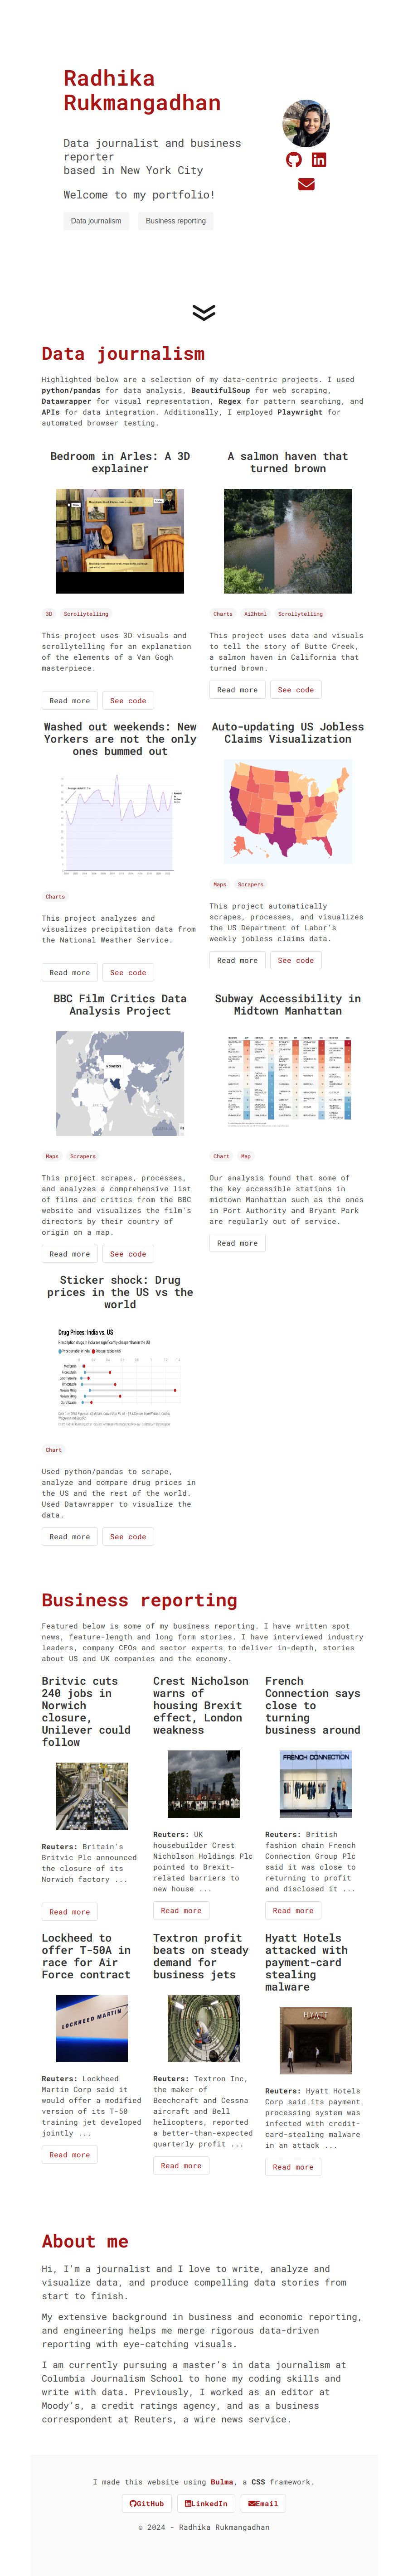 Radhika
Rukmangadhan
Data journalist and business
reporter
based in New York City
Welcome to my portfolio!
Data journalism
Business reporting
Data journalism
Highlighted below are a selection of my data-centric projects. I used
python/pandas for data analysis, BeautifulSoup for web scraping,
Datawrapper for visual representation, Regex for pattern searching, and
APIs for data integration. Additionally, I employed Playwright for
automated browser testing.
Bedroom in Arles: A 3D
explainer
3D
Scrollytelling
This project uses 3D visuals and
scrollytelling for an explanation
of the elements of a Van Gogh
masterpiece.
Read more
See code
A salmon haven that
turned brown
Charts
Ai2html
Scrollytelling
This project uses data and visuals
to tell the story of Butte Creek,
a salmon haven in California that
turned brown.
Read more
See code
Washed out weekends: New
Yorkers are not the only
ones bummed out
Charts
This project analyzes and
visualizes precipitation data from
the National Weather Service.
Read more
See code
Auto-updating US Jobless
Claims Visualization
Maps
Scrapers
This project automatically
scrapes, processes, and visualizes
the US Department of Labor's
weekly jobless claims data.
Read more
See code
BBC Film Critics Data
Analysis Project
Maps
Scrapers
This project scrapes, processes,
and analyzes a comprehensive list
of films and critics from the BBC
website and visualizes the film's
directors by their country of
origin on a map.
Read more
See code
Subway Accessibility in
Midtown Manhattan
Chart
Map
Our analysis found that some of
the key accessible stations in
midtown Manhattan such as the ones
in Port Authority and Bryant Park
are regularly out of service.
Read more
Sticker shock: Drug
prices in the US vs the
world
Drug Prices: India vs. US
Prescription drugs in India are significantly cheaper than in the US
Chart
Used python/pandas to scrape,
analyze and compare drug prices in
the US and the rest of the world.
Used Datawrapper to visualize the
data.
Read more
See code
Business reporting
Featured below is some of my business reporting. I have written spot
news, feature-length and long form stories. I have interviewed industry
leaders, company CEOs and sector experts to deliver in-depth, stories
about US and UK companies and the economy.
Britvic cuts
240 jobs in
Norwich
closure,
Unilever could
follow
Reuters: Britain's
Britvic Plc announced
the closure of its
Norwich factory ...
Read more
Crest Nicholson
warns of
housing Brexit
effect, London
weakness
Reuters: UK
housebuilder Crest
Nicholson Holdings Plc
pointed to Brexit-
related barriers to
new house ...
Read more
French
Connection says
close to
turning
business around
FRENCH CONNECTION
Reuters: British
fashion chain French
Connection Group Plc
said it was close to
returning to profit
and disclosed it ...
Read more
Lockheed to
offer T-50A in
race for Air
Force contract
LOCKHEED MARTIN
Reuters: Lockheed
Martin Corp said it
would offer a modified
version of its T-50
training jet developed
jointly ...
Read more
Textron profit
beats on steady
demand for
business jets
Reuters: Textron Inc,
the maker of
Beechcraft and Cessna
aircraft and Bell
helicopters, reported
a better-than-expected
quarterly profit ...
Read more
Hyatt Hotels
attacked with
payment-card
stealing
malware
HYATT
Reuters: Hyatt Hotels
Corp said its payment
processing system was
infected with credit-
card-stealing malware
in an attack ...
Read more
About me
Hi, I'm a journalist and I love to write, analyze and
visualize data, and produce compelling data stories from
start to finish.
My extensive background in business and economic reporting,
and engineering helps me merge rigorous data-driven
reporting with eye-catching visuals.
I am currently pursuing a master's in data journalism at
Columbia Journalism School to hone my coding skills and
write with data. Previously, I worked as an editor at
Moody's, a credit ratings agency, and as a business
correspondent at Reuters, a wire news service.
I made this website using Bulma, a CSS framework.
GitHub
LinkedIn
Email
© 2024 - Radhika Rukmangadhan